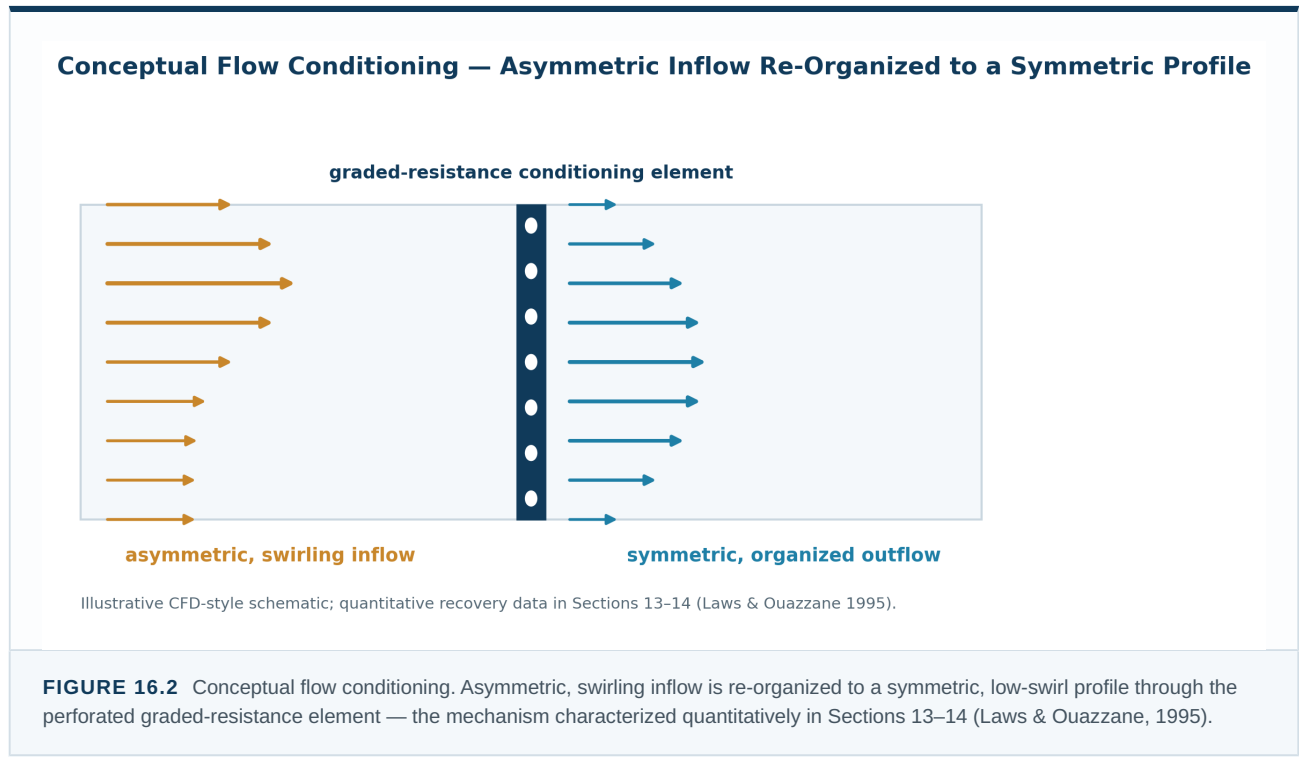 Conceptual Flow Conditioning — Asymmetric Inflow Re-Organized to a Symmetric Profile
graded-resistance conditioning element
asymmetric, swirling inflow
symmetric, organized outflow
Illustrative CFD-style schematic; quantitative recovery data in Sections 13–14 (Laws & Ouazzane 1995).
FIGURE 16.2 Conceptual flow conditioning. Asymmetric, swirling inflow is re-organized to a symmetric, low-swirl profile through the
perforated graded-resistance element — the mechanism characterized quantitatively in Sections 13–14 (Laws & Ouazzane, 1995).